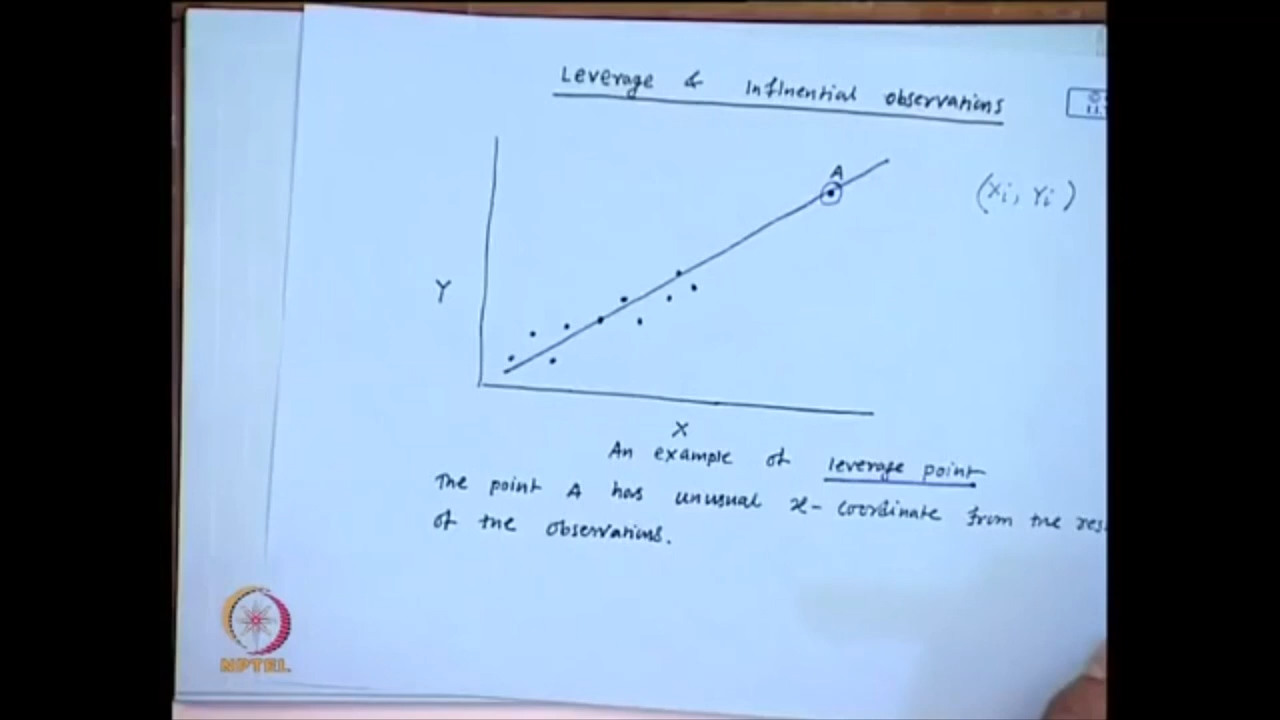 Leverage & Influential observations
A
(Xi, Yi)
Y
X
An example of leverage point
The point A has unusual x-coordinate from the res
of the observations.
NPTEL